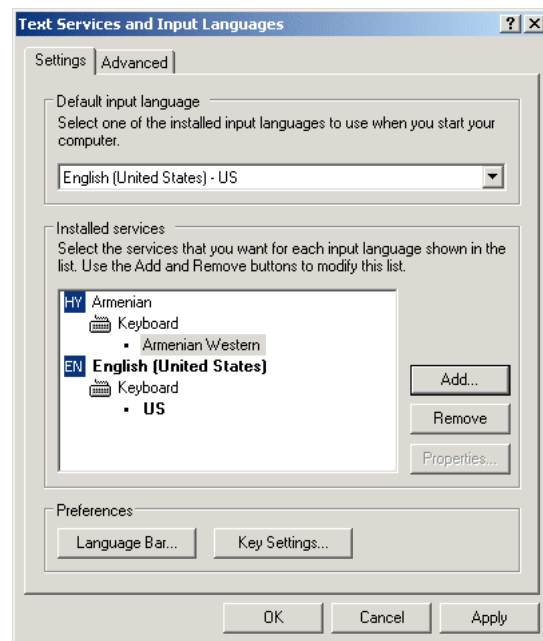 Text Services and Input Languages
Settings
Advanced
Default input language
Select one of the installed input languages to use when you start your
computer.
English (United States) - US
Installed services
Select the services that you want for each input language shown in the
list. Use the Add and Remove buttons to modify this list.
HY Armenian
Keyboard
• Armenian Western
EN English (United States)
Keyboard
• US
Add...
Remove
Properties...
Preferences
Language Bar...
Key Settings...
OK
Cancel
Apply